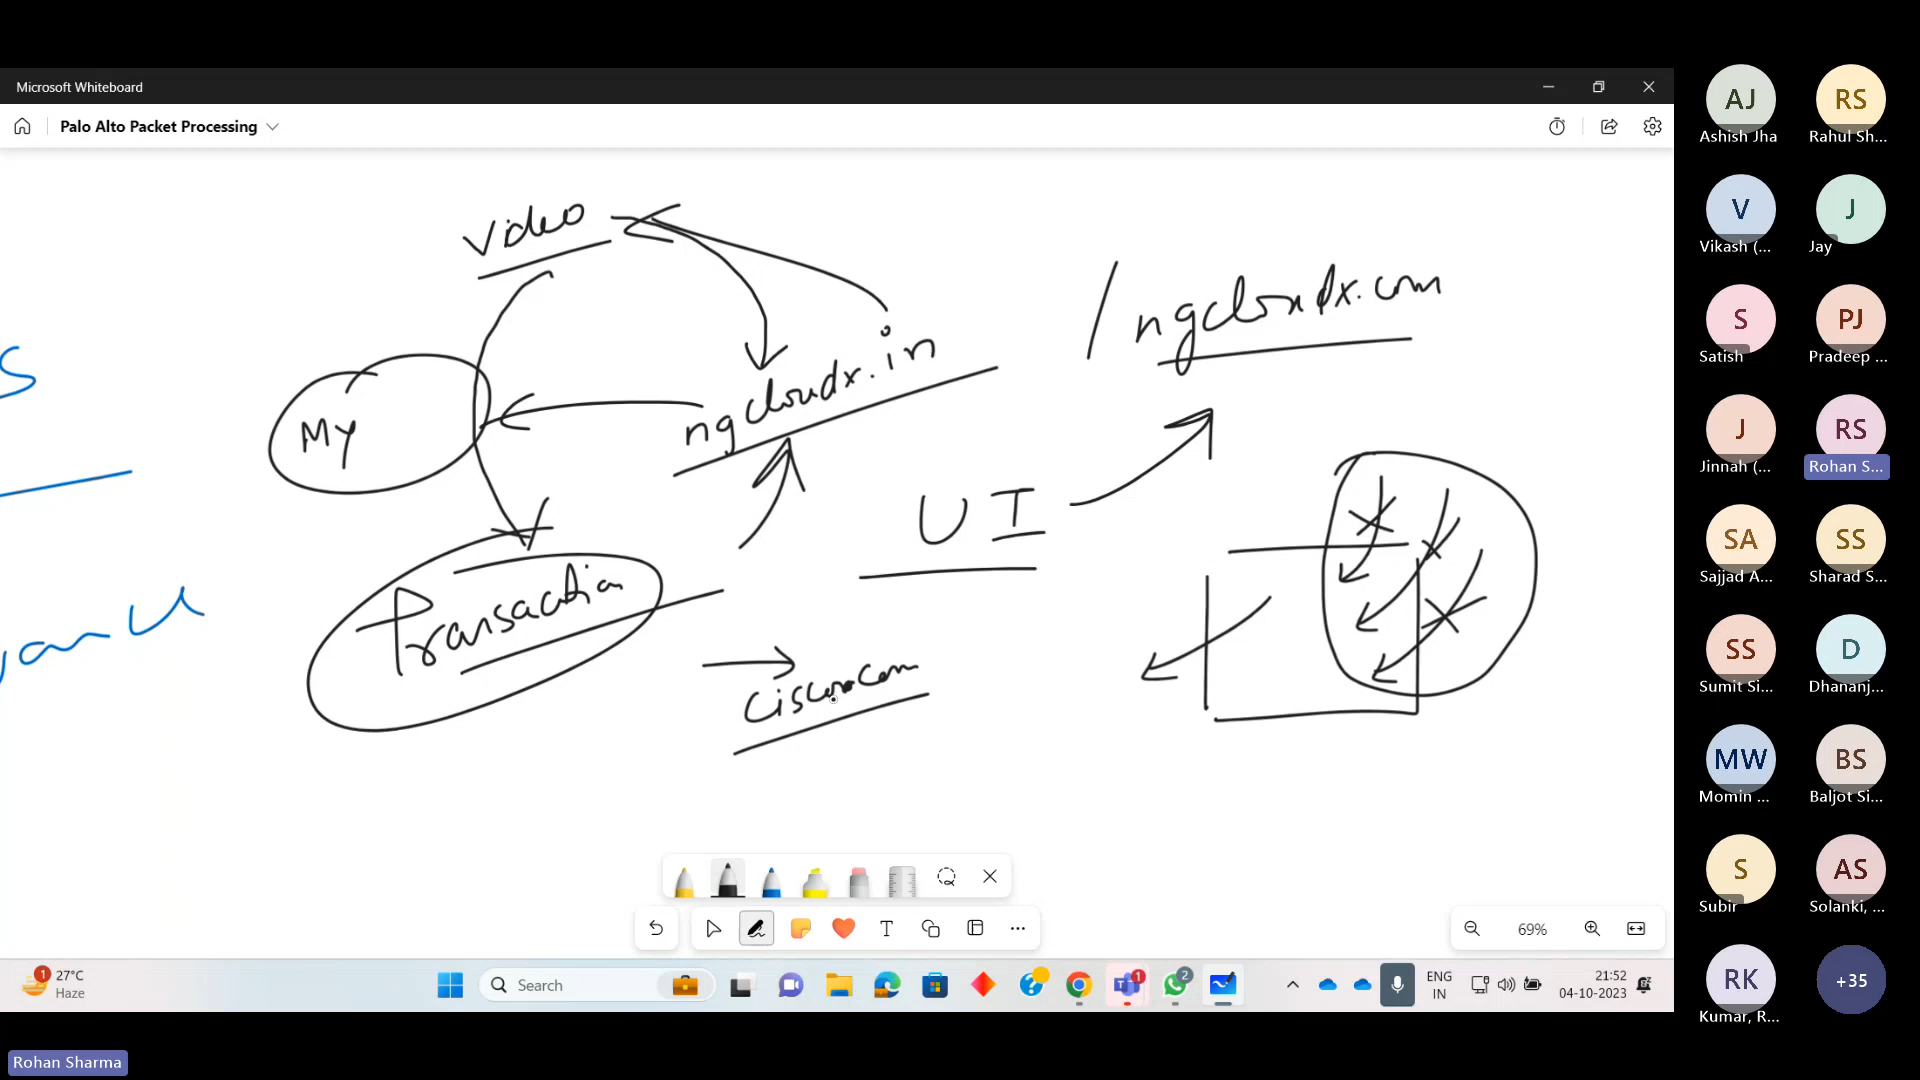 Microsoft Whiteboard
Palo Alto Packet Processing
video
/ngcloudx.com
ngcloudx.in
My
UI
Transaction
S
69%
1
27°C
Haze
Search
1
2
ENG
IN
21:52
04-10-2023
AJ
Ashish Jha
RS
Rahul Sh...
V
Vikash (...
J
Jay
S
Satish
PJ
Pradeep ...
J
Jinnah (...
RS
Rohan S...
SA
Sajjad A...
SS
Sharad S...
SS
Sumit Si...
D
Dhananj...
MW
Momin ...
BS
Baljot Si...
S
Subir
AS
Solanki, ...
RK
Kumar, R...
+35
Rohan Sharma